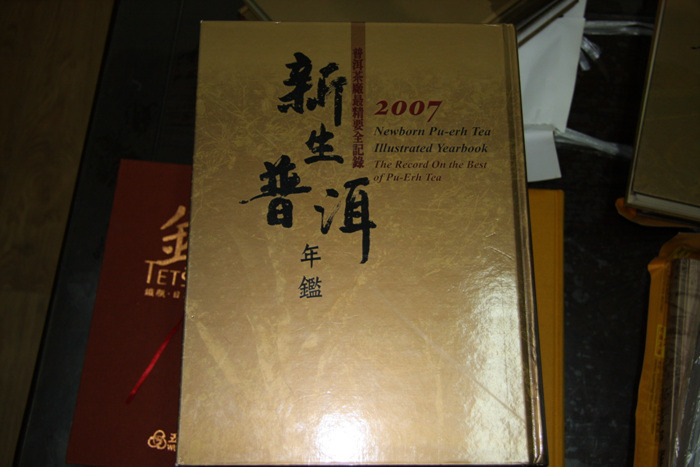 普洱茶廠最精要全記錄
新生普洱
年鑑
2007
Newborn Pu-erh Tea
Illustrated Yearbook
The Record On the Best
of Pu-Erh Tea
TETS